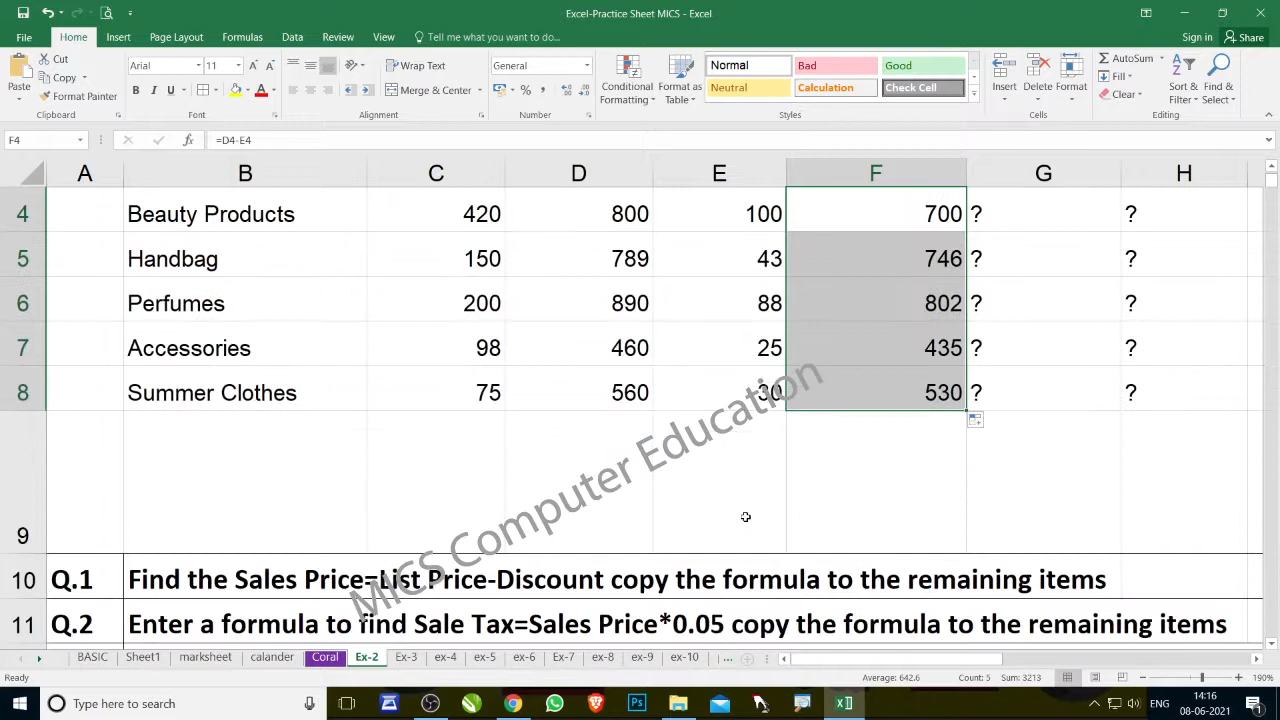 Excel-Practice Sheet MICS - Excel
File Home Insert Page Layout Formulas Data Review View Tell me what you want to do... Sign in Share
Paste Cut Copy Format Painter Clipboard
Arial 11 B I U A A A Font
Wrap Text Merge & Center Alignment
General % , Number
Conditional Formatting Format as Table
Normal Bad Good
Neutral Calculation Check Cell
Styles
Insert Delete Format Cells
AutoSum Fill Clear Sort & Filter Find & Select Editing
F4 fx =D4-E4
A B C D E F G H
4 Beauty Products 420 800 100 700 ? ?
5 Handbag 150 789 43 746 ? ?
6 Perfumes 200 890 88 802 ? ?
7 Accessories 98 460 25 435 ? ?
8 Summer Clothes 75 560 30 530 ? ?
9
MICS Computer Education
10 Q.1 Find the Sales Price=List Price-Discount copy the formula to the remaining items
11 Q.2 Enter a formula to find Sale Tax=Sales Price*0.05 copy the formula to the remaining items
BASIC Sheet1 marksheet calander Coral Ex-2 Ex-3 ex-4 ex-5 ex-6 Ex-7 ex-8 ex-9 ex-10 ...
Ready Average: 642.6 Count: 5 Sum: 3213 190%
Type here to search Ps ENG 14:16 08-06-2021